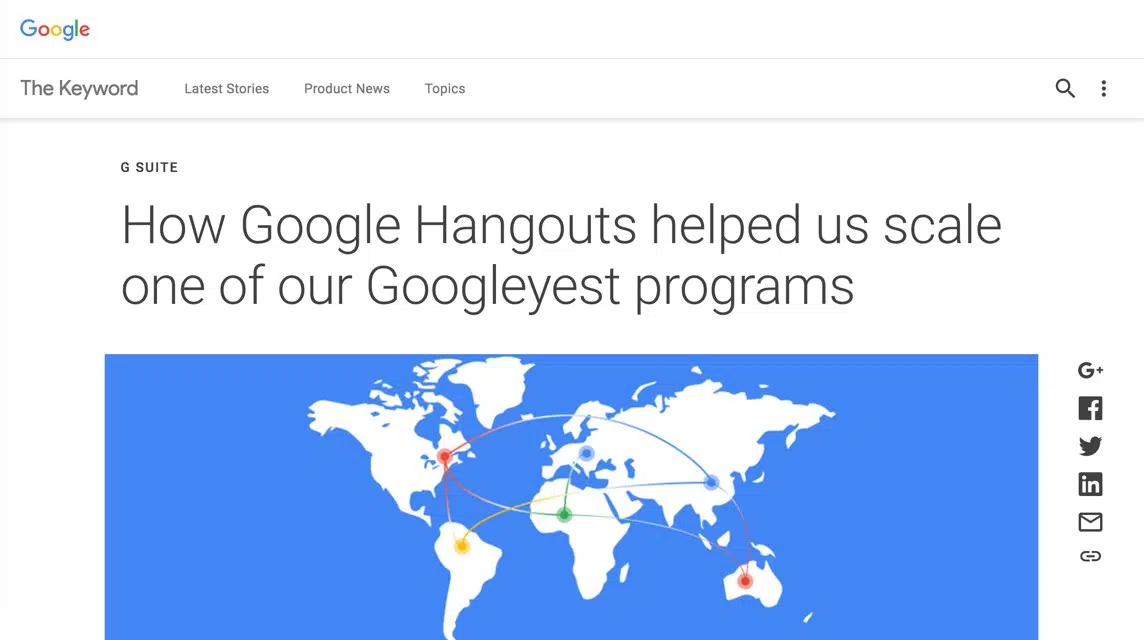 Google
The Keyword
Latest Stories
Product News
Topics
G SUITE
How Google Hangouts helped us scale
one of our Googleyest programs
G+